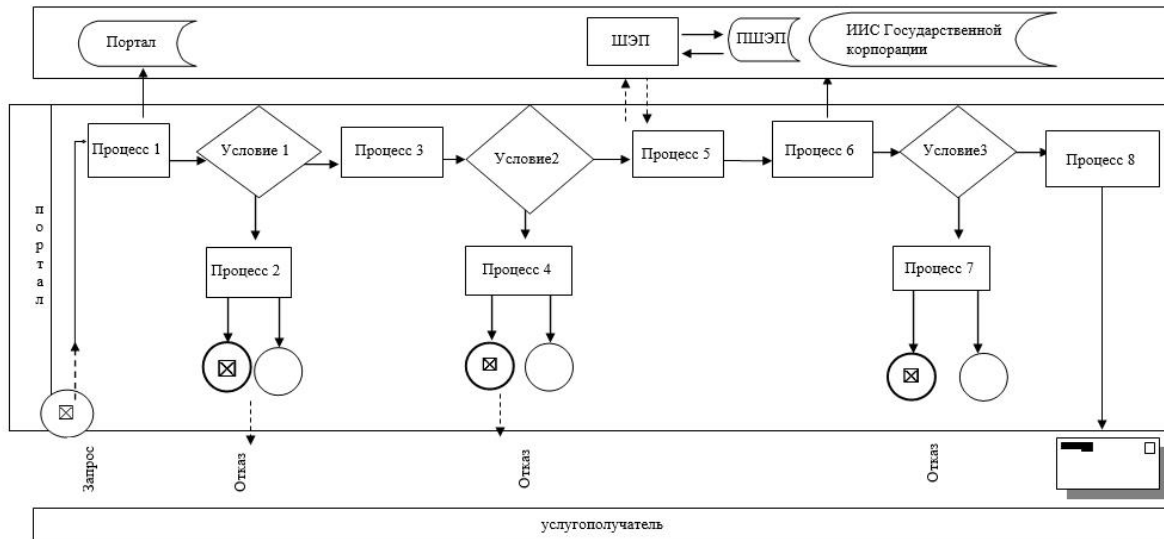 Портал
ШЭП
ПШЭП
ИИС Государственной
корпорации
Процесс 1
Условие 1
Процесс 3
Условие2
Процесс 5
Процесс 6
Условие3
Процесс 8
портал
Процесс 2
Процесс 4
Процесс 7
Запрос
Отказ
Отказ
Отказ
услугополучатель